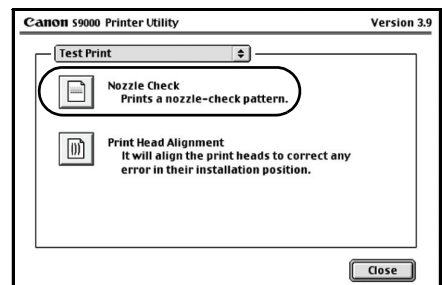 Canon S9000 Printer Utility Version 3.9
Test Print
Nozzle Check
Prints a nozzle-check pattern.
Print Head Alignment
It will align the print heads to correct any
error in their installation position.
Close